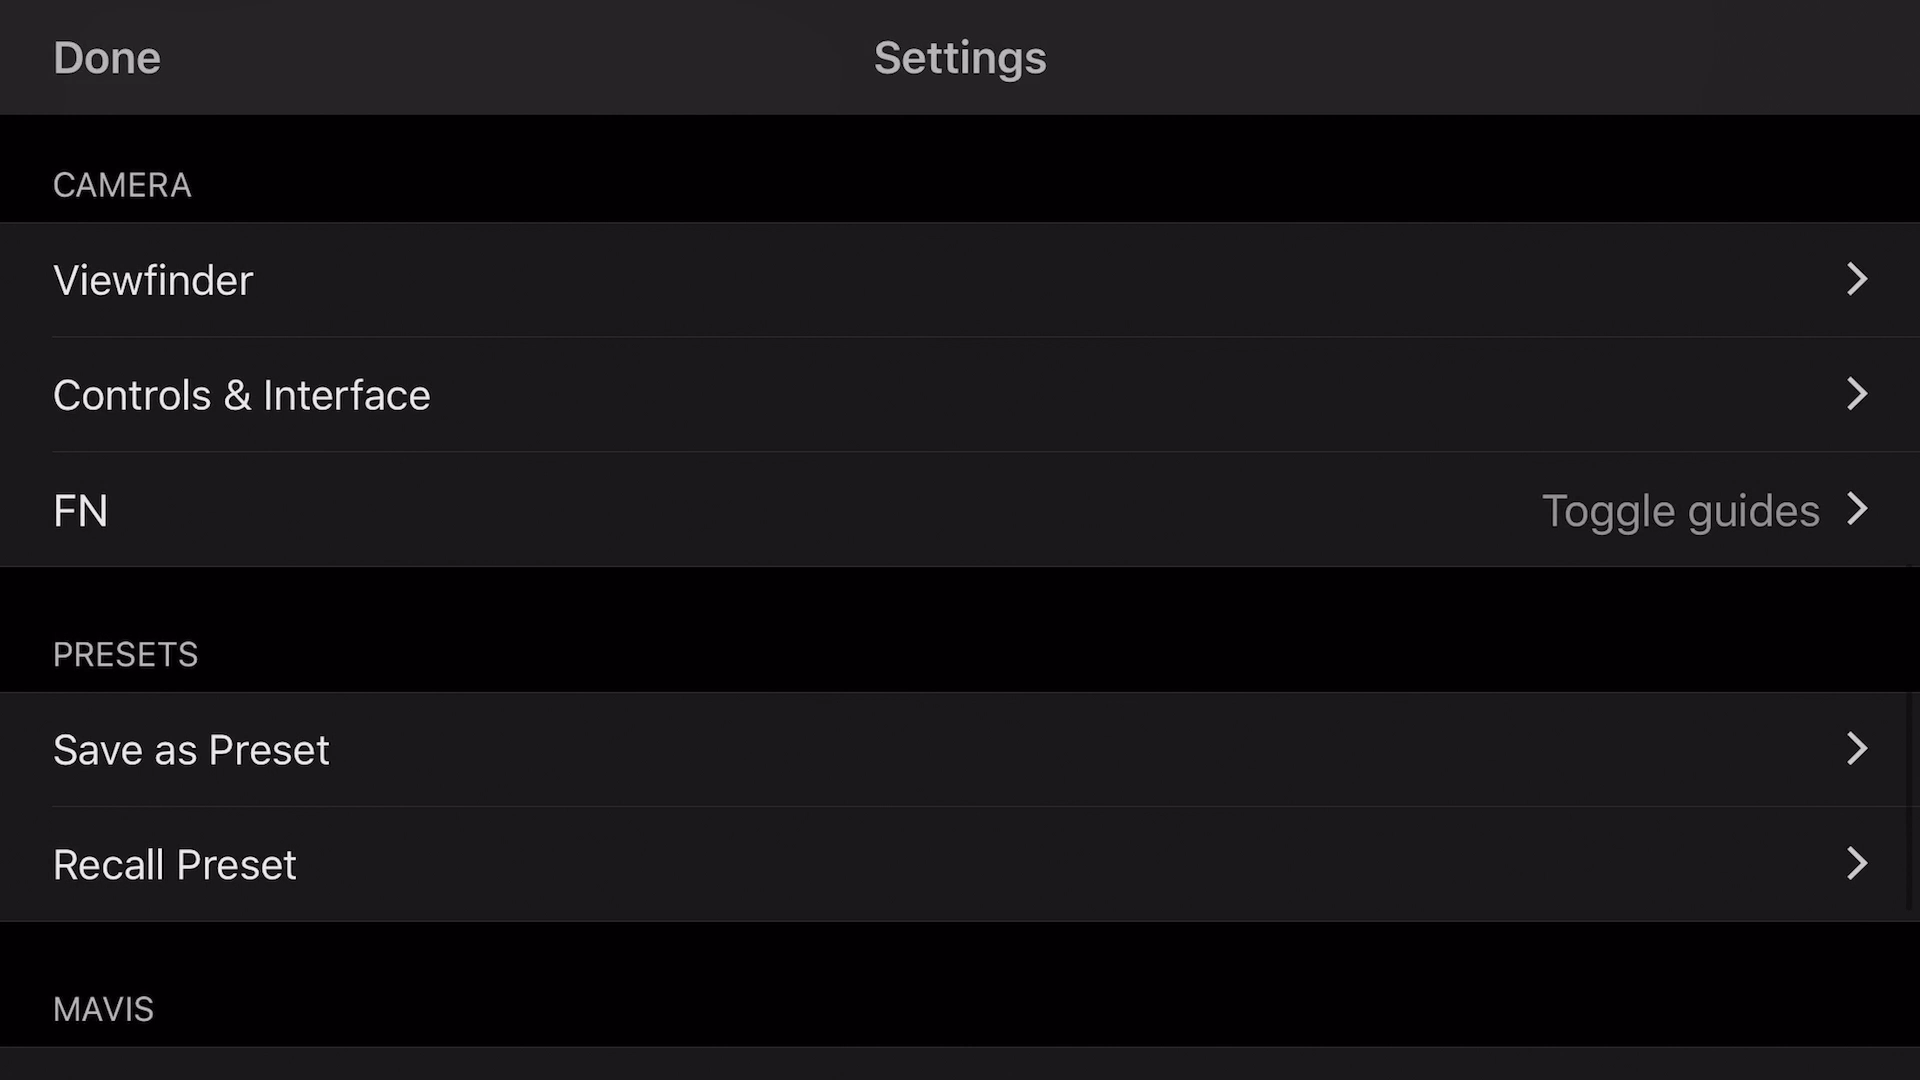 Done
Settings
CAMERA
Viewfinder
Controls & Interface
FN
Toggle guides
PRESETS
Save as Preset
Recall Preset
MAVIS